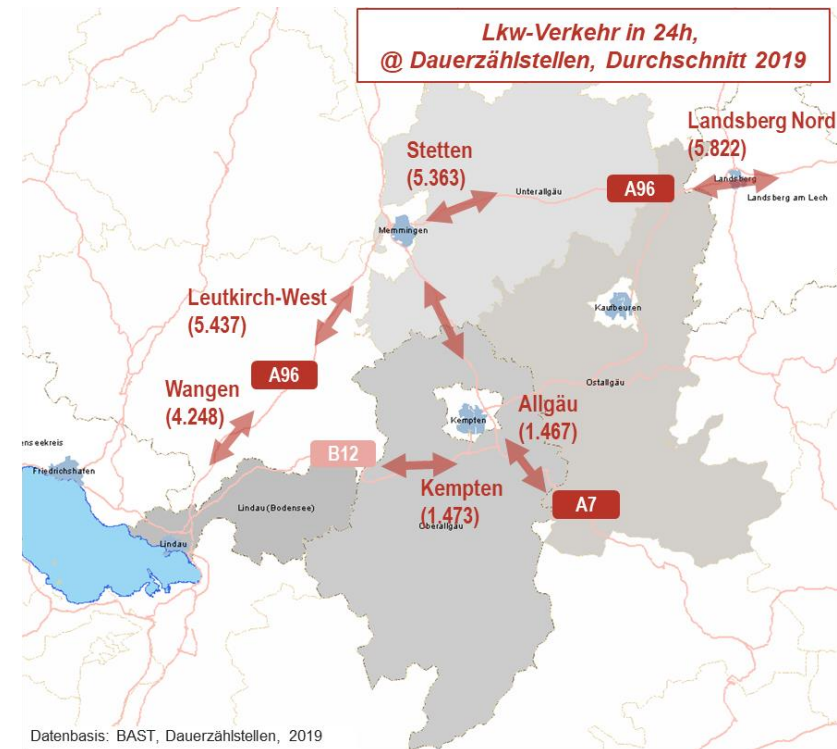 Lkw-Verkehr in 24h,
@ Dauerzählstellen, Durchschnitt 2019
Landsberg Nord
(5.822)
Stetten
(5.363)
Unterallgäu
A96
Landsberg
Landsberg am Lech
Memmingen
Leutkirch-West
(5.437)
Kaufbeuren
A96
Wangen
(4.248)
Ostallgäu
Allgäu
(1.467)
Kempten
enseekreis
Friedrichshafen
B12
Kempten
(1.473)
A7
Lindau (Bodensee)
Oberallgäu
Lindau
Datenbasis: BAST, Dauerzählstellen, 2019